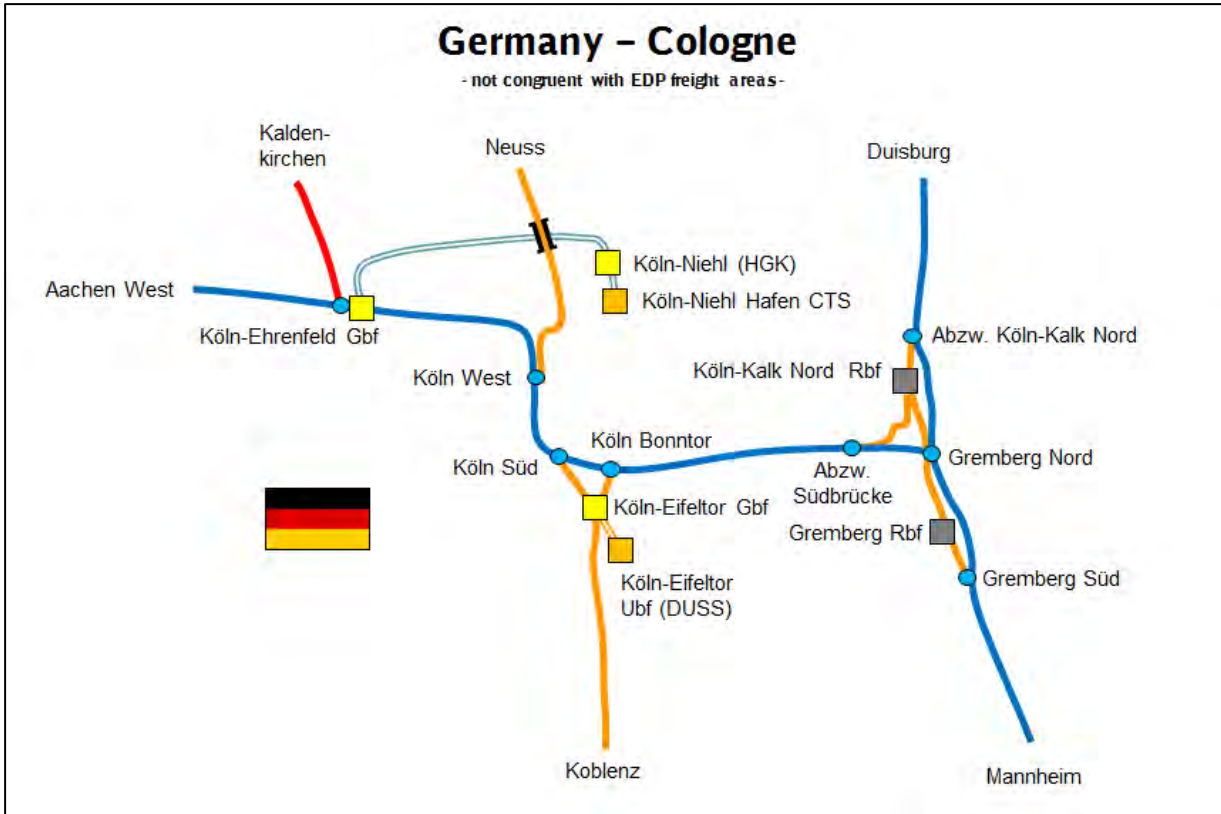 Germany – Cologne
- not congruent with EDP freight areas -
Kalden-
kirchen
Neuss
Duisburg
Aachen West
Köln-Niehl (HGK)
Köln-Niehl Hafen CTS
Köln-Ehrenfeld Gbf
Abzw. Köln-Kalk Nord
Köln West
Köln-Kalk Nord Rbf
Köln Bonntor
Köln Süd
Abzw.
Südbrücke
Gremberg Nord
Köln-Eifeltor Gbf
Gremberg Rbf
Köln-Eifeltor
Ubf (DUSS)
Gremberg Süd
Koblenz
Mannheim